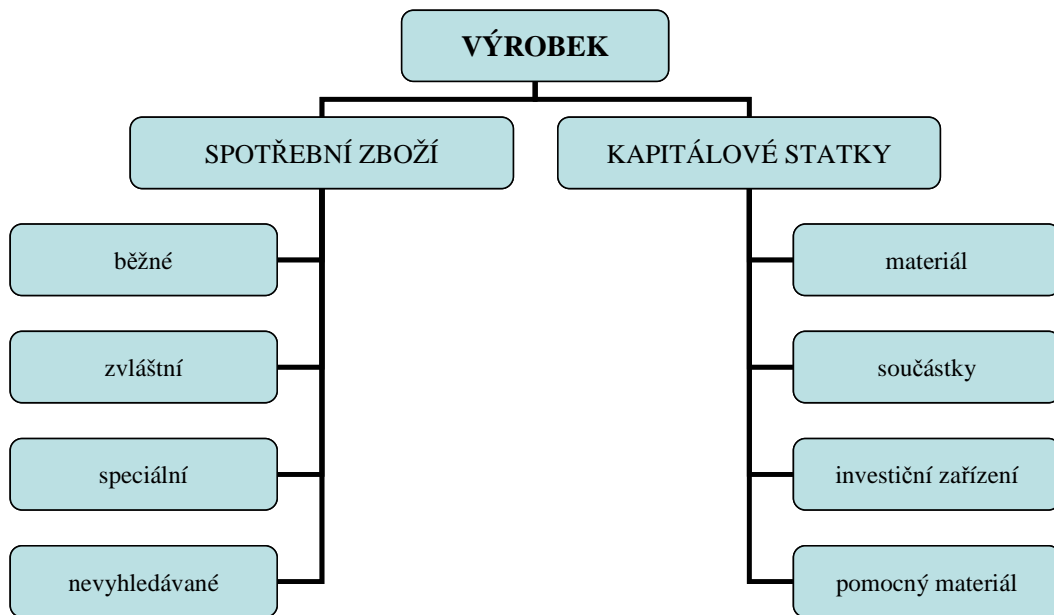 VÝROBEK
SPOTŘEBNÍ ZBOŽÍ
KAPITÁLOVÉ STATKY
běžné
zvláštní
speciální
nevyhledávané
materiál
součástky
investiční zařízení
pomocný materiál